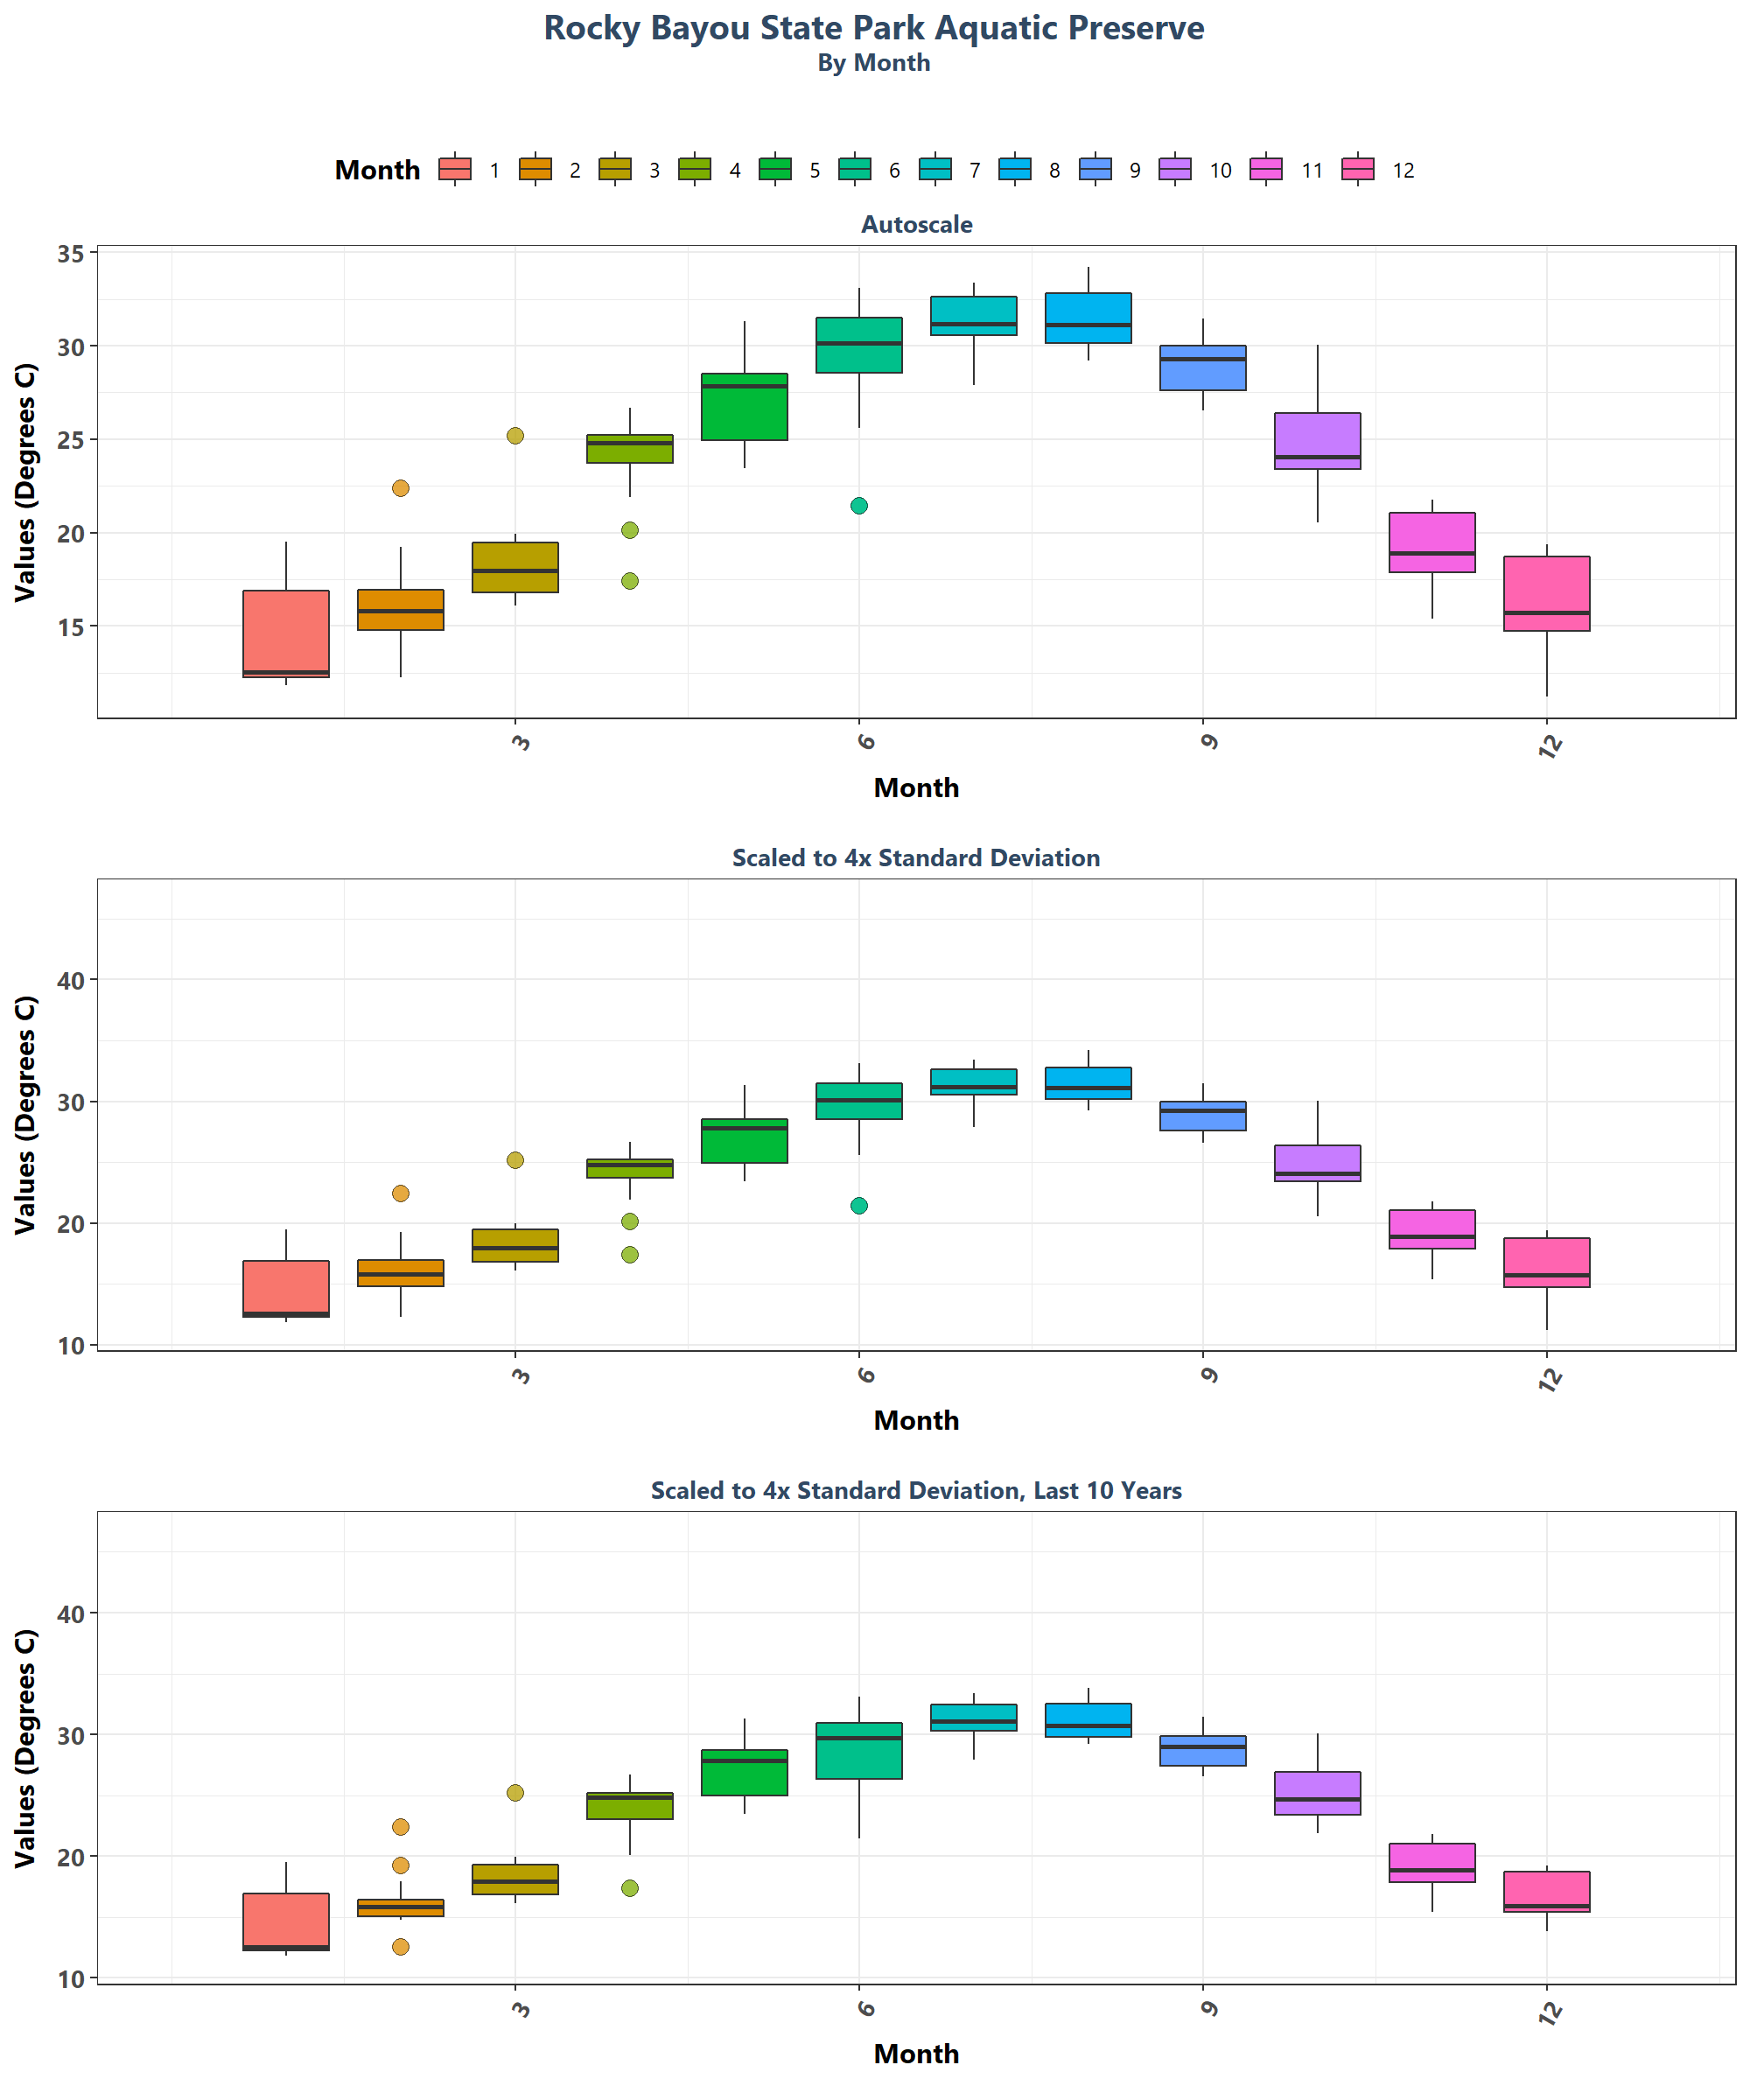 Rocky Bayou State Park Aquatic Preserve
By Month
Month 1 2 3 4 5 6 7 8 9 10 11 12
Autoscale
Values (Degrees C)
35
30
25
20
15
3 6 9 12
Month
Scaled to 4x Standard Deviation
Values (Degrees C)
40
30
20
10
3 6 9 12
Month
Scaled to 4x Standard Deviation, Last 10 Years
Values (Degrees C)
40
30
20
10
3 6 9 12
Month